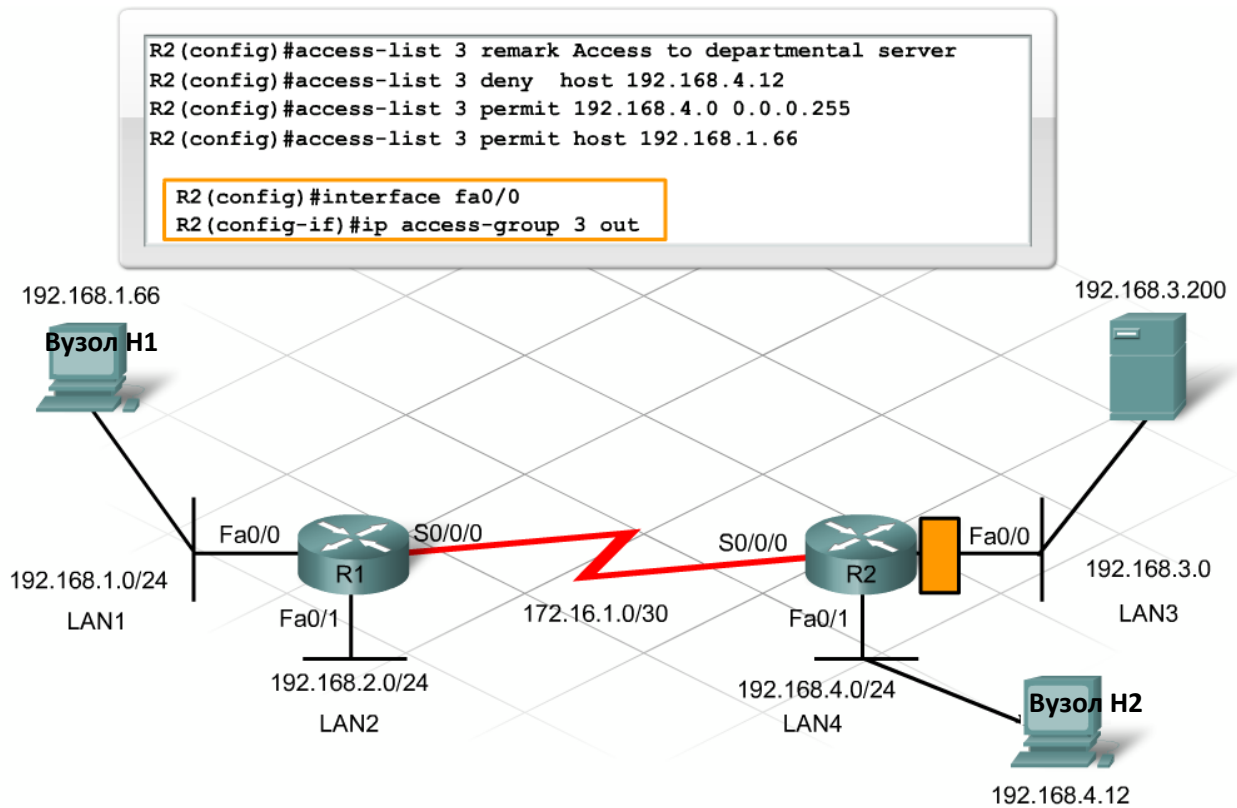 R2(config)#access-list 3 remark Access to departmental server
R2(config)#access-list 3 deny  host 192.168.4.12
R2(config)#access-list 3 permit 192.168.4.0 0.0.0.255
R2(config)#access-list 3 permit host 192.168.1.66
R2(config)#interface fa0/0
R2(config-if)#ip access-group 3 out
192.168.1.66
192.168.3.200
Вузол H1
Fa0/0
S0/0/0
S0/0/0
Fa0/0
192.168.1.0/24
R1
R2
192.168.3.0
LAN1
Fa0/1
172.16.1.0/30
Fa0/1
LAN3
192.168.2.0/24
192.168.4.0/24
LAN2
LAN4
Вузол H2
192.168.4.12